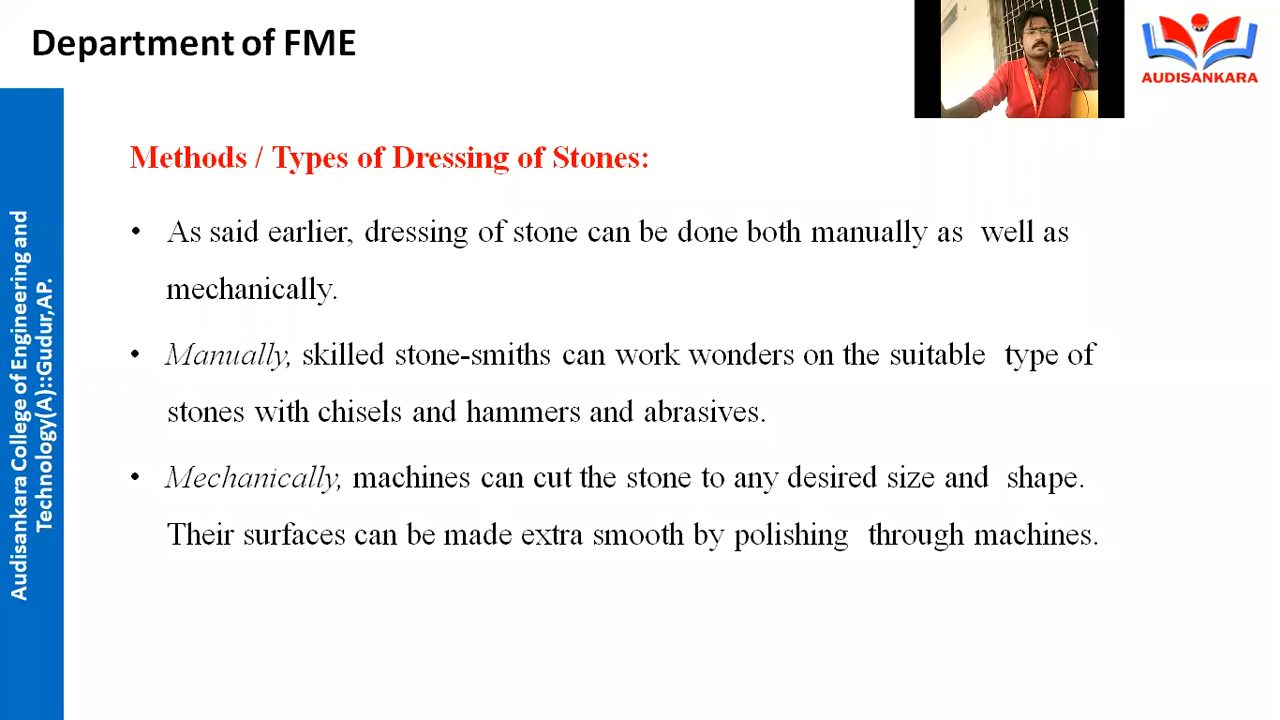 Department of FME
AUDISANKARA
Methods / Types of Dressing of Stones:
• As said earlier, dressing of stone can be done both manually as well as
mechanically.
• Manually, skilled stone-smiths can work wonders on the suitable type of
stones with chisels and hammers and abrasives.
• Mechanically, machines can cut the stone to any desired size and shape.
Their surfaces can be made extra smooth by polishing through machines.
Audisankara College of Engineering and
Technology(A)::Gudur,AP.